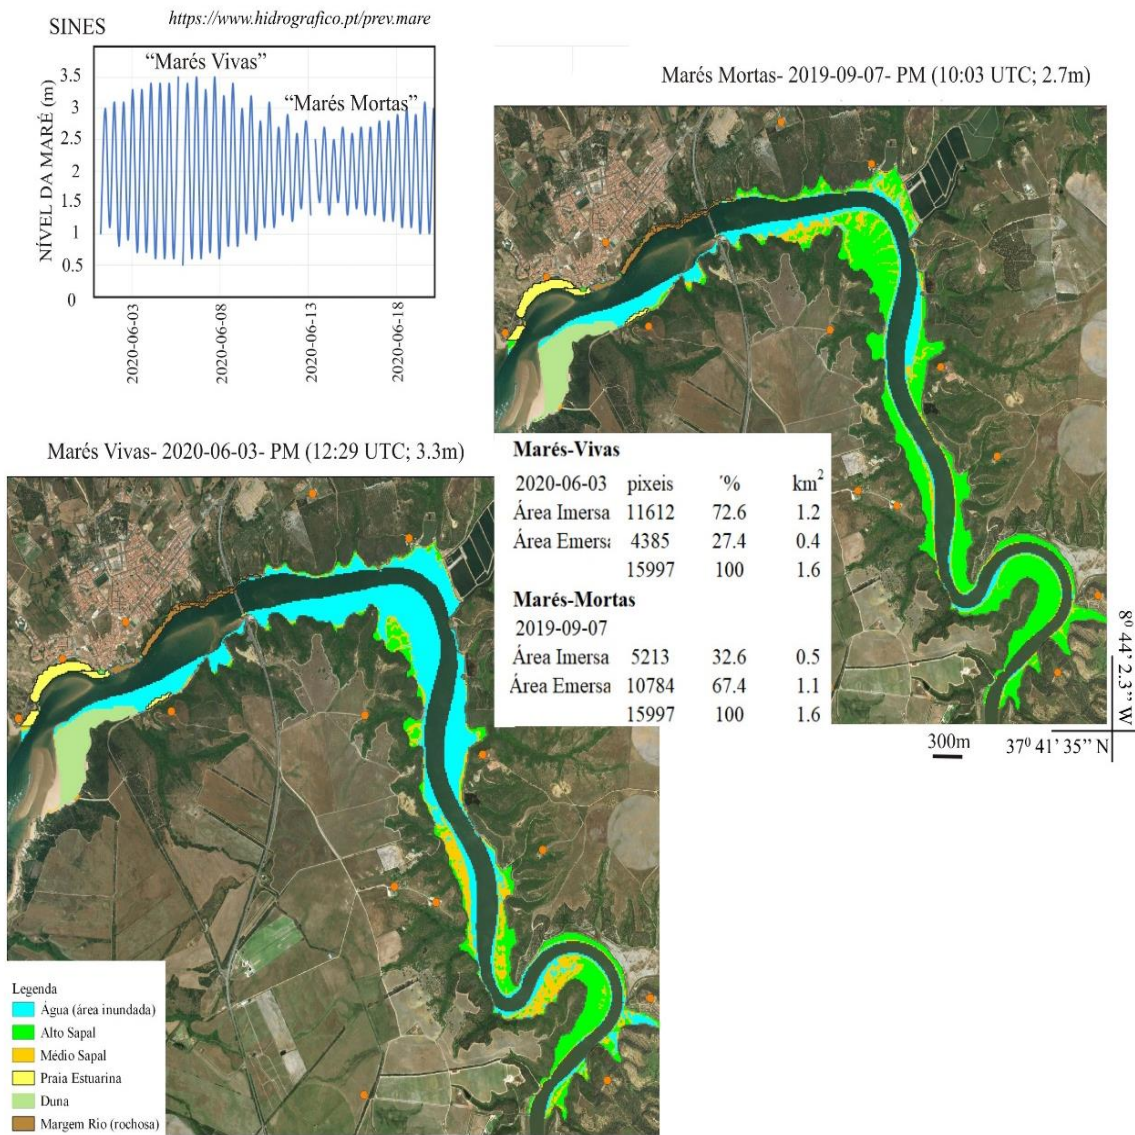 SINES
https://www.hidrografico.pt/prev.mare
NÍVEL DA MARÉ (m)
3.5
3
2.5
2
1.5
1
0.5
0
“Marés Vivas”
“Marés Mortas”
2020-06-03
2020-06-08
2020-06-13
2020-06-18
Marés Mortas- 2019-09-07- PM (10:03 UTC; 2.7m)
Marés Vivas- 2020-06-03- PM (12:29 UTC; 3.3m)
Marés-Vivas
2020-06-03 pixeis % km²
Área Imersa 11612 72.6 1.2
Área Emersa 4385 27.4 0.4
15997 100 1.6
Marés-Mortas
2019-09-07
Área Imersa 5213 32.6 0.5
Área Emersa 10784 67.4 1.1
15997 100 1.6
8⁰ 44’ 2.3” W
300m
37⁰ 41’ 35” N
Legenda
Água (área inundada)
Alto Sapal
Médio Sapal
Praia Estuarina
Duna
Margem Rio (rochosa)